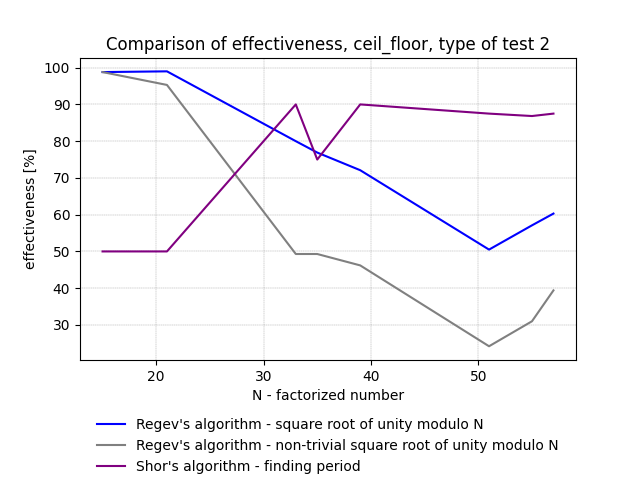 Comparison of effectiveness, ceil_floor, type of test 2
100
90
80
70
60
50
40
30
effectiveness [%]
20 30 40 50
N - factorized number
Regev's algorithm - square root of unity modulo N
Regev's algorithm - non-trivial square root of unity modulo N
Shor's algorithm - finding period